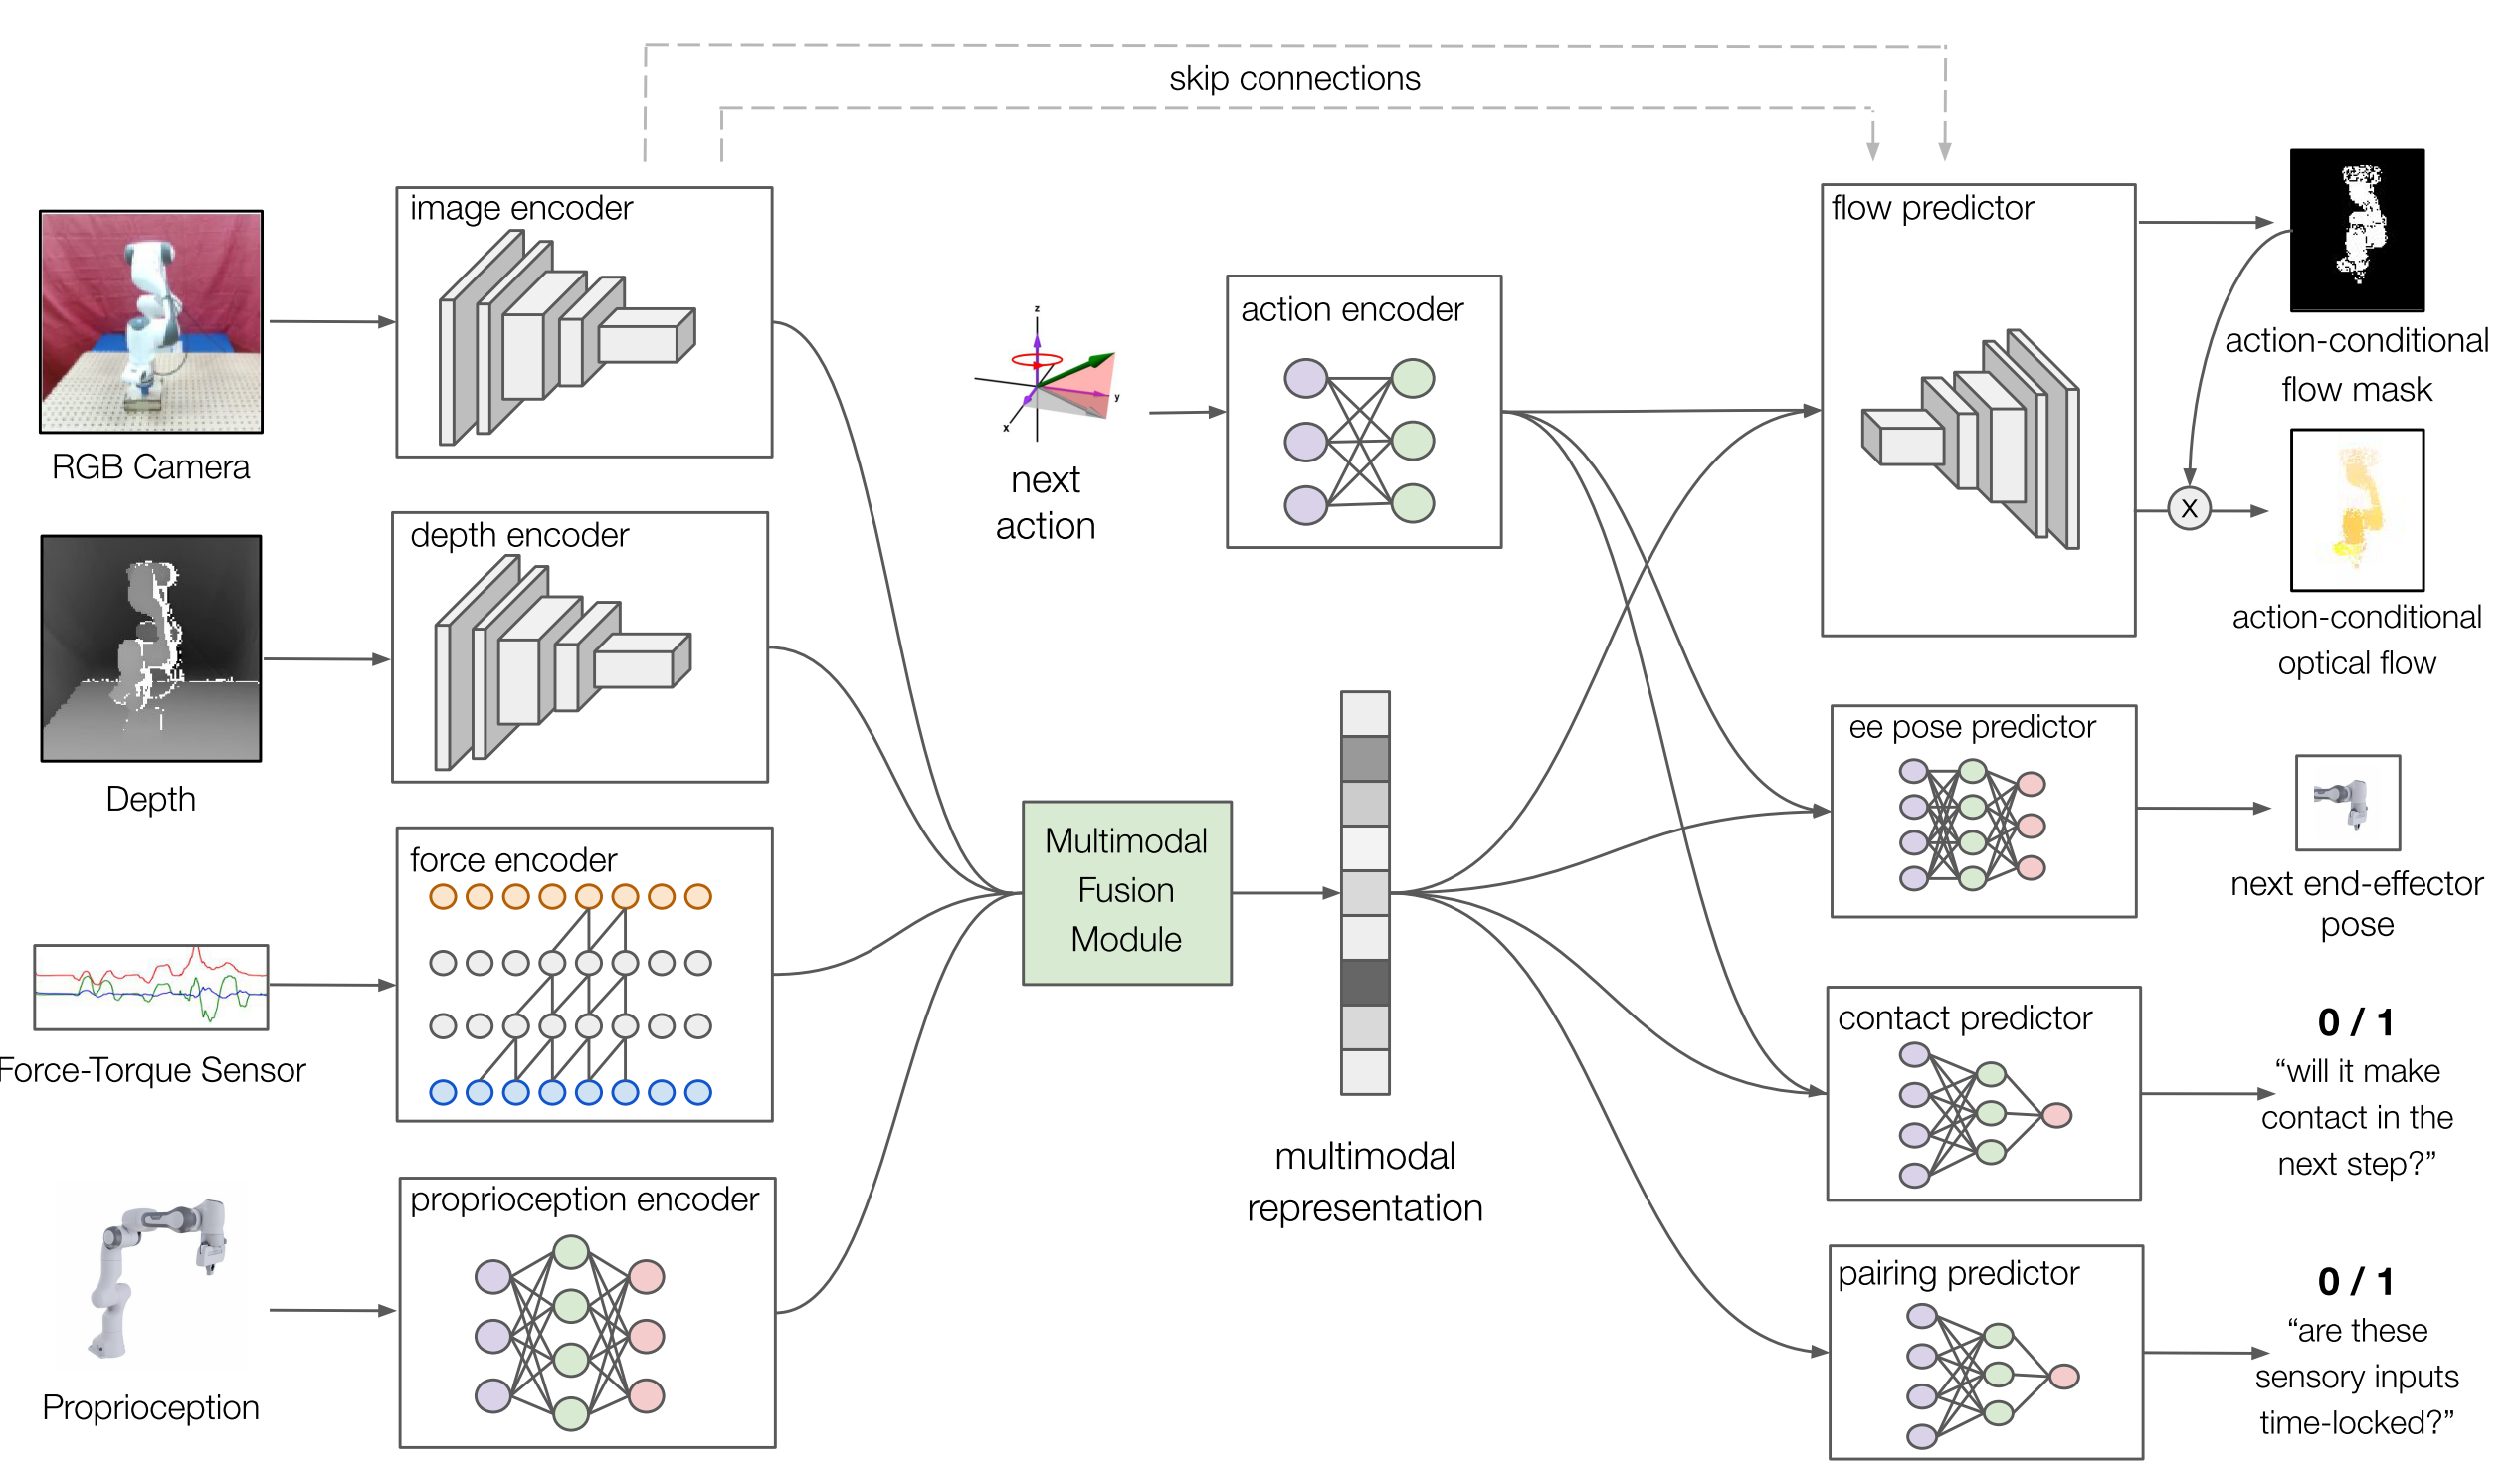 skip connections
image encoder
RGB Camera
depth encoder
Depth
force encoder
Force-Torque Sensor
proprioception encoder
Proprioception
z
y
x
next
action
action encoder
Multimodal
Fusion
Module
multimodal
representation
flow predictor
action-conditional
flow mask
X
action-conditional
optical flow
ee pose predictor
next end-effector
pose
contact predictor
0 / 1
“will it make
contact in the
next step?”
pairing predictor
0 / 1
“are these
sensory inputs
time-locked?”